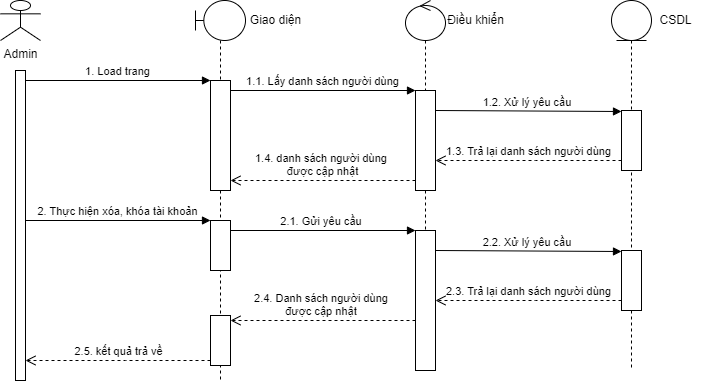 Giao diện
Điều khiển
CSDL
Admin
1. Load trang
1.1. Lấy danh sách người dùng
1.2. Xử lý yêu cầu
1.3. Trả lại danh sách người dùng
1.4. danh sách người dùng
được cập nhật
2. Thực hiện xóa, khóa tài khoản
2.1. Gửi yêu cầu
2.2. Xử lý yêu cầu
2.3. Trả lại danh sách người dùng
2.4. Danh sách người dùng
được cập nhật
2.5. kết quả trả về